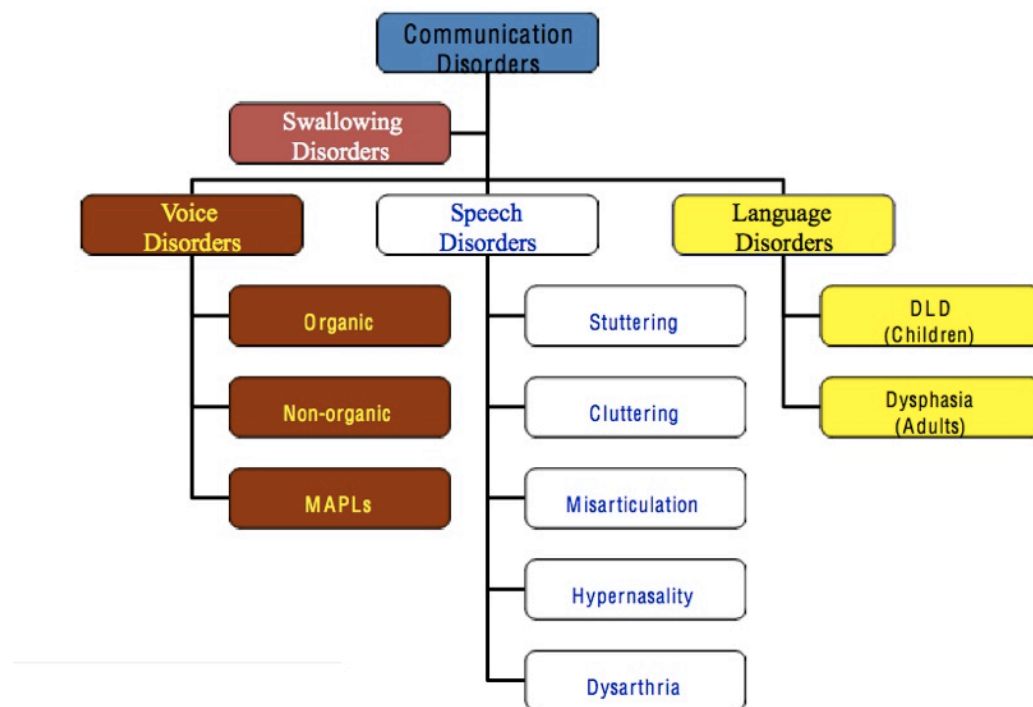 Communication
Disorders
Swallowing
Disorders
Voice
Disorders
Speech
Disorders
Language
Disorders
Organic
Non-organic
MAPLs
Stuttering
Cluttering
Misarticulation
Hypernasality
Dysarthria
DLD
(Children)
Dysphasia
(Adults)